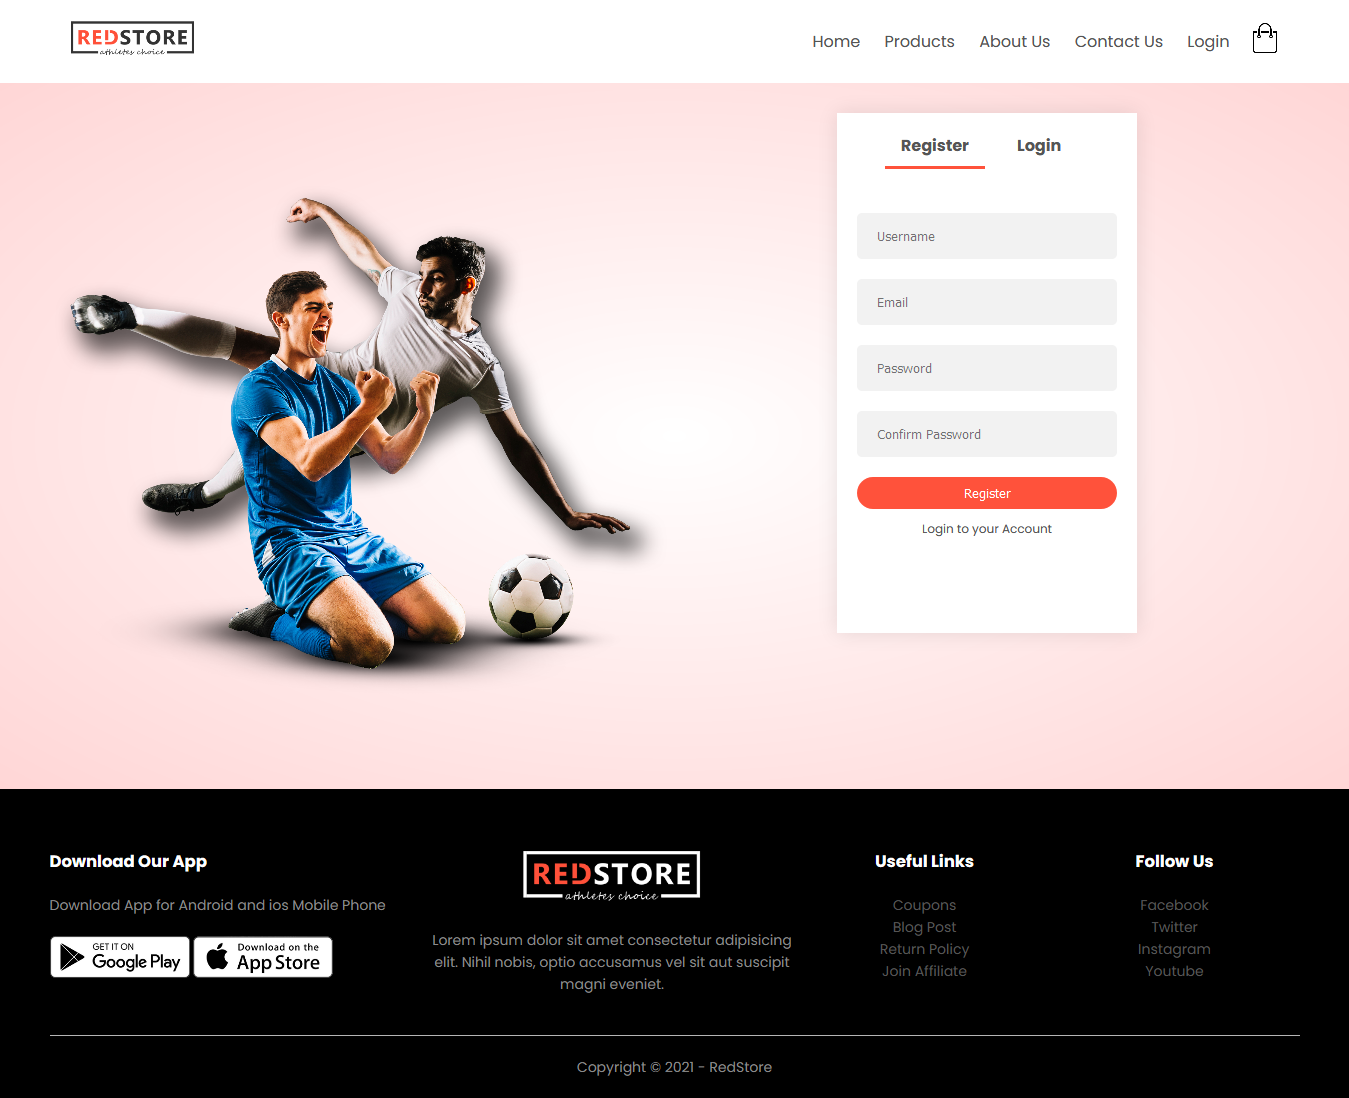 REDSTORE
athletes choice
Home Products About Us Contact Us Login
Register Login
Username
Email
Password
Confirm Password
Register
Login to your Account
Download Our App
Download App for Android and ios Mobile Phone
GET IT ON
Google Play
Download on the
App Store
REDSTORE
athletes choice
Lorem ipsum dolor sit amet consectetur adipisicing
elit. Nihil nobis, optio accusamus vel sit aut suscipit
magni eveniet.
Useful Links
Coupons
Blog Post
Return Policy
Join Affiliate
Follow Us
Facebook
Twitter
Instagram
Youtube
Copyright © 2021 - RedStore